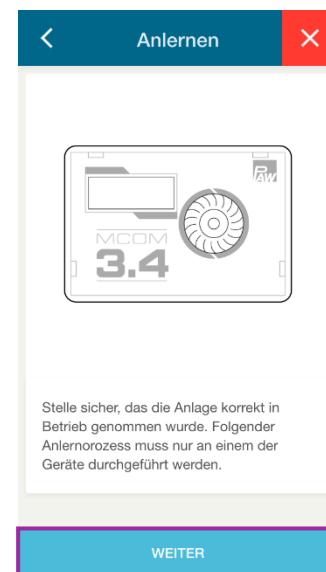 Anlernen
PAW
MCOM
3.4
Stelle sicher, das die Anlage korrekt in
Betrieb genommen wurde. Folgender
Anlernorozess muss nur an einem der
Geräte durchgeführt werden.
WEITER